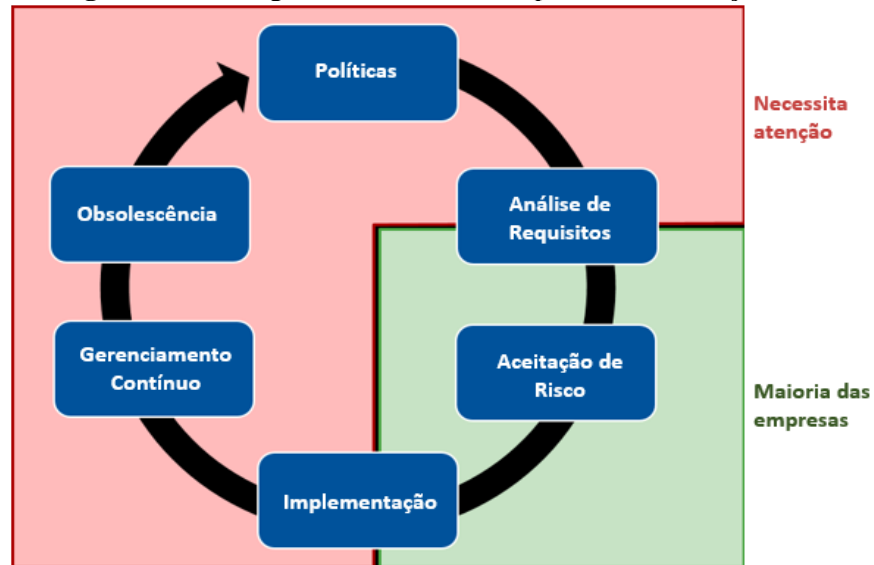 Políticas
Necessita
atenção
Análise de
Requisitos
Obsolescência
Gerenciamento
Contínuo
Aceitação de
Risco
Maioria das
empresas
Implementação